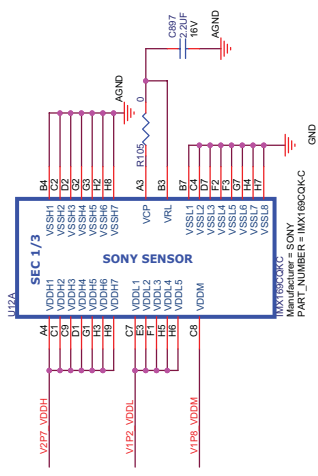 C897
2.2UF
16V
AGND
AGND
R105
0
B4
C2
D2
G2
G3
H2
H8
A3
B3
B7
C4
D7
F2
F3
G7
H4
H7
GND
VSSH1
VSSH2
VSSH3
VSSH4
VSSH5
VSSH6
VSSH7
VCP
VRL
VSSL1
VSSL2
VSSL3
VSSL4
VSSL5
VSSL6
VSSL7
VSSL8
SEC 1/3
SONY SENSOR
U12A
VDDH1
VDDH2
VDDH3
VDDH4
VDDH5
VDDH6
VDDH7
VDDL1
VDDL2
VDDL3
VDDL4
VDDL5
VDDM
IMX169CQKC
Manufacturer = SONY
PART_NUMBER = IMX169CQK-C
A4
C1
C9
D1
G1
H3
H9
C7
E3
F1
H5
H6
C8
V2P7_VDDH
V1P2_VDDL
V1P8_VDDM